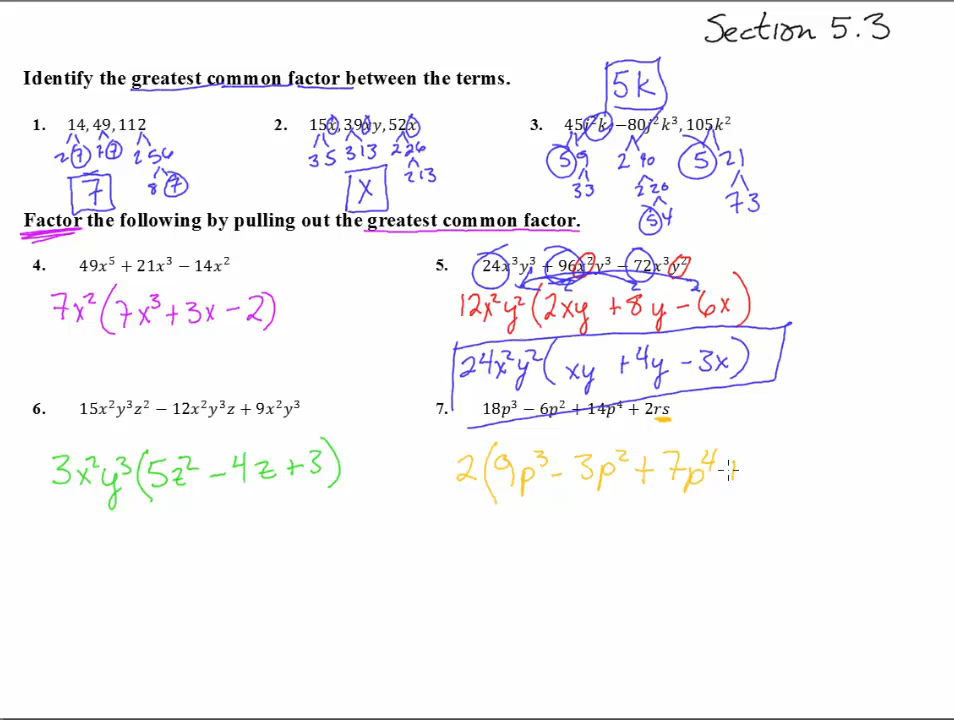 Section 5.3
Identify the greatest common factor between the terms.
5k
1. 14, 49, 112
2. 15x, 39xy, 52x
3. 45j²k, −80j²k³, 105k²
2 7 7 7 2 56
3 5 3 13 2 26
5 9 2 40 5 21
8 7
2 13
3 3 2 20 7 3
5 4
7
x
Factor the following by pulling out the greatest common factor.
4. 49x⁵ + 21x³ − 14x²
5. 24x³y³ + 96x²y³ − 72x³y²
7x²(7x³+3x−2)
12x²y²(2xy +8y −6x)
24x²y²(xy +4y −3x)
6. 15x²y³z² − 12x²y³z + 9x²y³
7. 18p³ − 6p² + 14p⁴ + 2rs
3x²y³(5z² −4z +3)
2(9p³ − 3p² + 7p⁴ +